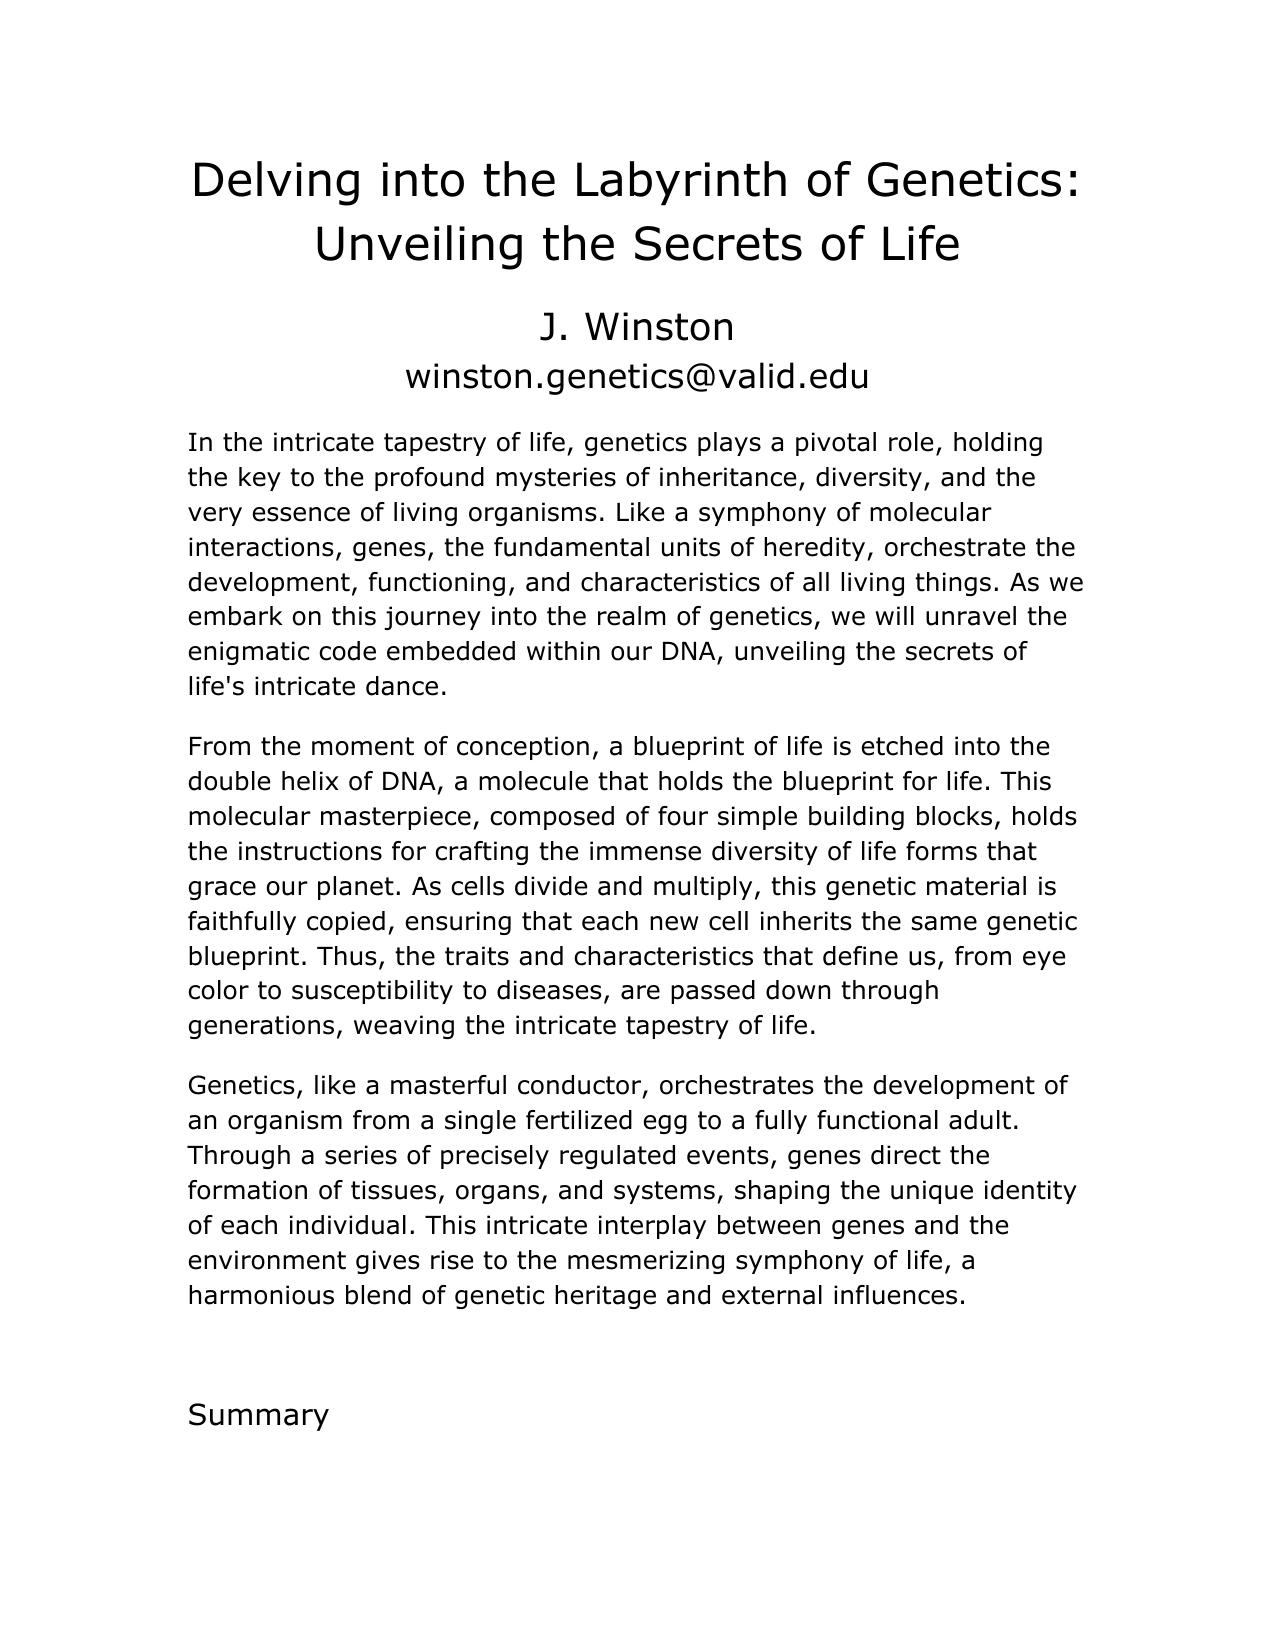 Delving into the Labyrinth of Genetics:
Unveiling the Secrets of Life
J. Winston
winston.genetics@valid.edu
In the intricate tapestry of life, genetics plays a pivotal role, holding
the key to the profound mysteries of inheritance, diversity, and the
very essence of living organisms. Like a symphony of molecular
interactions, genes, the fundamental units of heredity, orchestrate the
development, functioning, and characteristics of all living things. As we
embark on this journey into the realm of genetics, we will unravel the
enigmatic code embedded within our DNA, unveiling the secrets of
life's intricate dance.
From the moment of conception, a blueprint of life is etched into the
double helix of DNA, a molecule that holds the blueprint for life. This
molecular masterpiece, composed of four simple building blocks, holds
the instructions for crafting the immense diversity of life forms that
grace our planet. As cells divide and multiply, this genetic material is
faithfully copied, ensuring that each new cell inherits the same genetic
blueprint. Thus, the traits and characteristics that define us, from eye
color to susceptibility to diseases, are passed down through
generations, weaving the intricate tapestry of life.
Genetics, like a masterful conductor, orchestrates the development of
an organism from a single fertilized egg to a fully functional adult.
Through a series of precisely regulated events, genes direct the
formation of tissues, organs, and systems, shaping the unique identity
of each individual. This intricate interplay between genes and the
environment gives rise to the mesmerizing symphony of life, a
harmonious blend of genetic heritage and external influences.
Summary